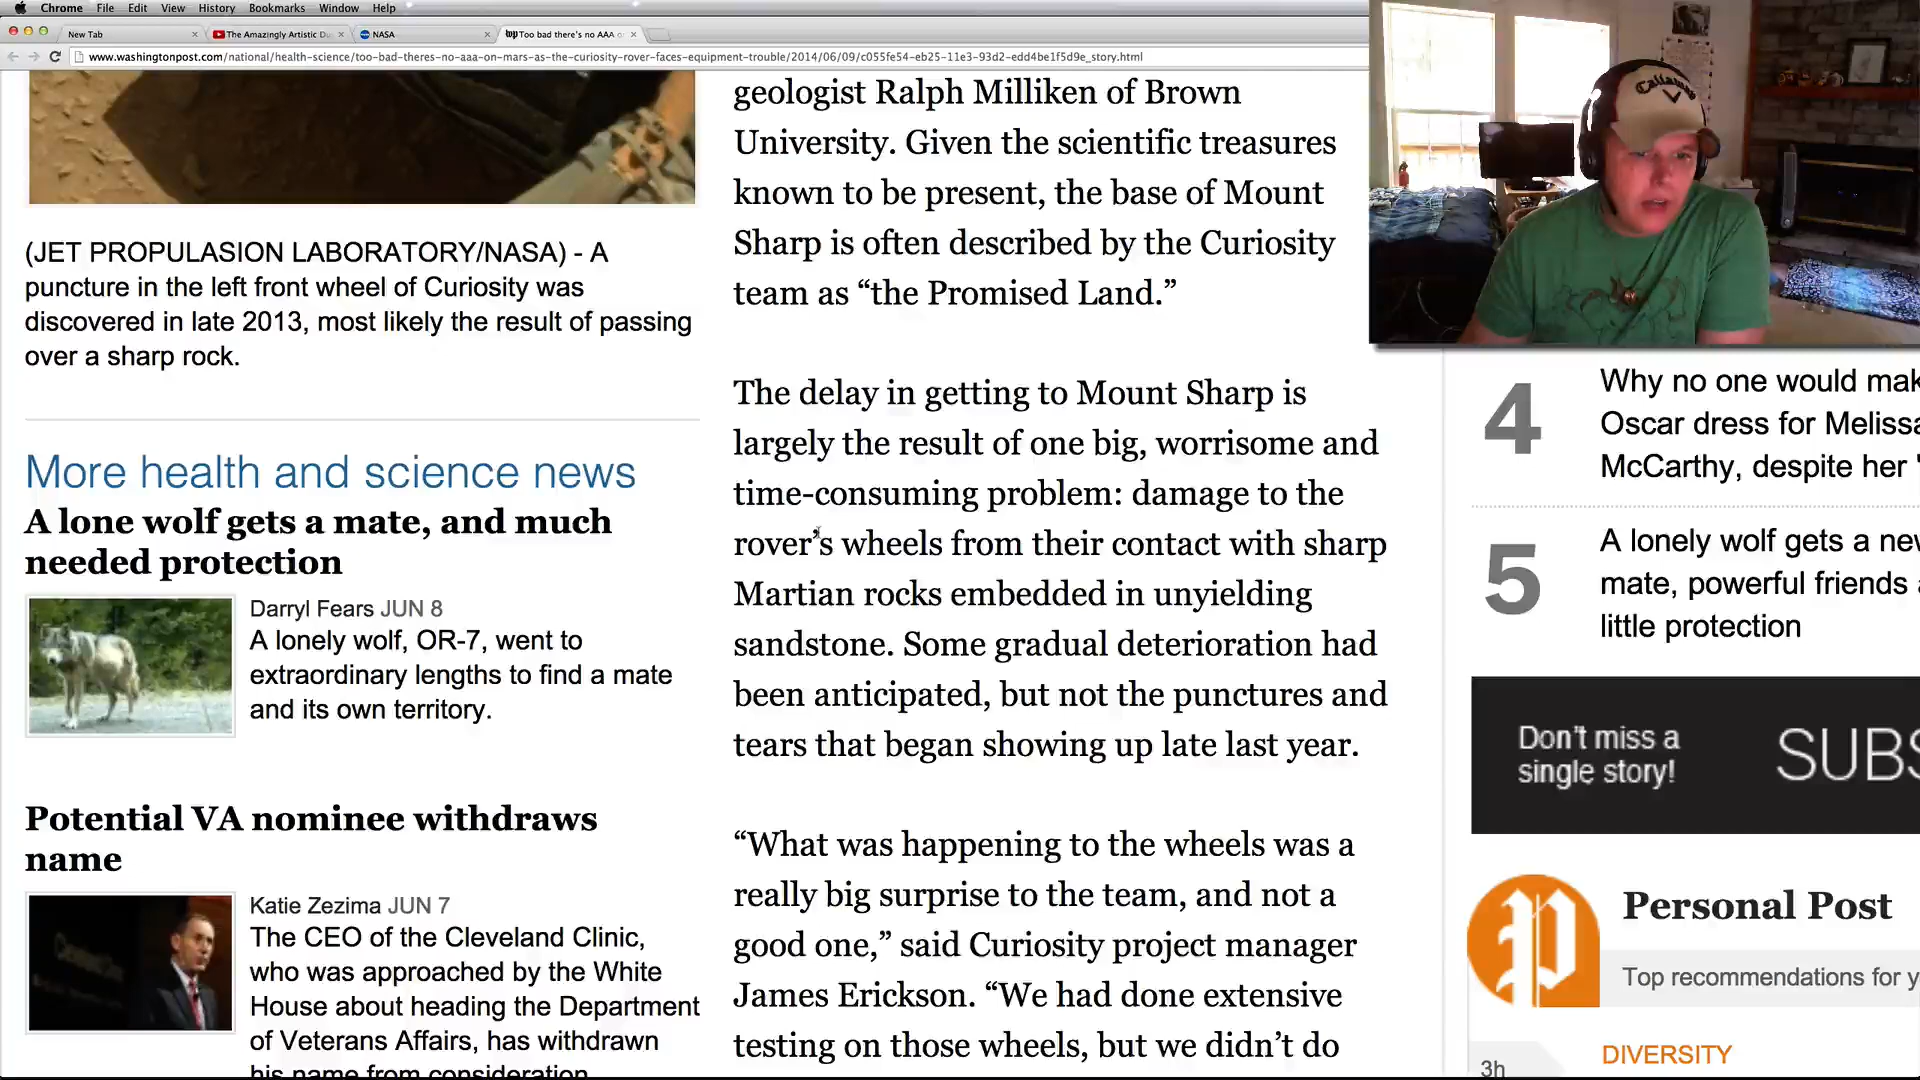 Chrome File Edit View History Bookmarks Window Help
New Tab
The Amazingly Artistic Du
NASA
Too bad there's no AAA o
www.washingtonpost.com/national/health-science/too-bad-theres-no-aaa-on-mars-as-the-curiosity-rover-faces-equipment-trouble/2014/06/09/c055fe54-eb25-11e3-93d2-edd4be1f5d9e_story.html
(JET PROPULASION LABORATORY/NASA) - A
puncture in the left front wheel of Curiosity was
discovered in late 2013, most likely the result of passing
over a sharp rock.
More health and science news
A lone wolf gets a mate, and much
needed protection
Darryl Fears JUN 8
A lonely wolf, OR-7, went to
extraordinary lengths to find a mate
and its own territory.
Potential VA nominee withdraws
name
Katie Zezima JUN 7
The CEO of the Cleveland Clinic,
who was approached by the White
House about heading the Department
of Veterans Affairs, has withdrawn
his name from consideration
geologist Ralph Milliken of Brown
University. Given the scientific treasures
known to be present, the base of Mount
Sharp is often described by the Curiosity
team as “the Promised Land.”
The delay in getting to Mount Sharp is
largely the result of one big, worrisome and
time-consuming problem: damage to the
rover’s wheels from their contact with sharp
Martian rocks embedded in unyielding
sandstone. Some gradual deterioration had
been anticipated, but not the punctures and
tears that began showing up late last year.
“What was happening to the wheels was a
really big surprise to the team, and not a
good one,” said Curiosity project manager
James Erickson. “We had done extensive
testing on those wheels, but we didn’t do
Callaway
4
Why no one would mak
Oscar dress for Melissa
McCarthy, despite her '
5
A lonely wolf gets a new
mate, powerful friends a
little protection
Don't miss a
single story!
SUBS
P
Personal Post
Top recommendations for y
3h
DIVERSITY